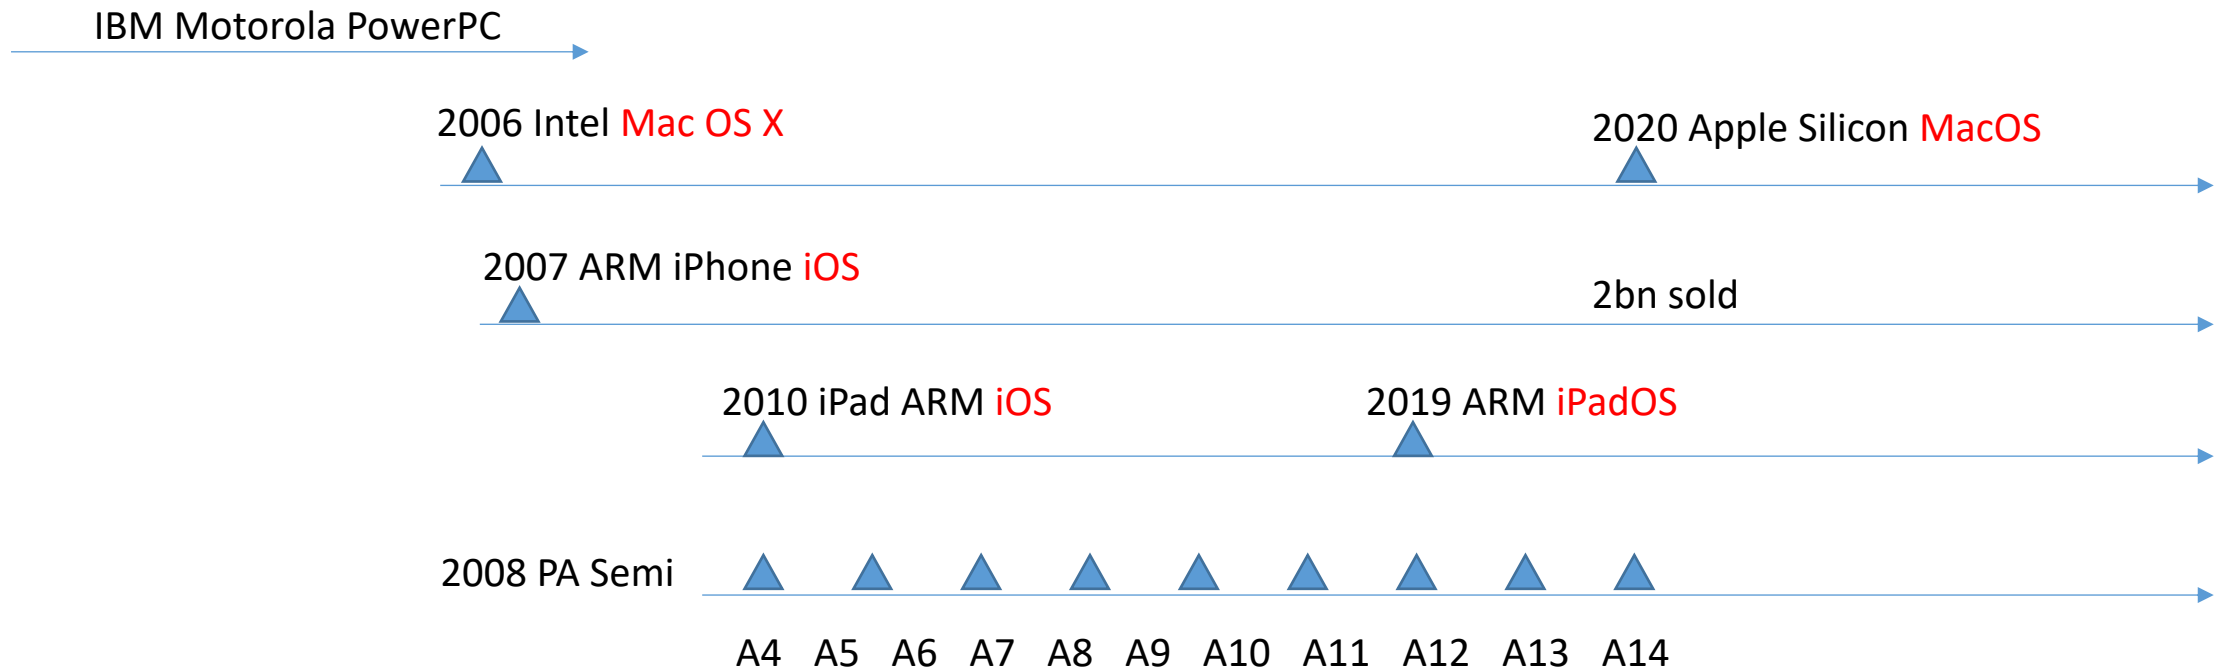 IBM Motorola PowerPC
2006 Intel Mac OS X
2020 Apple Silicon MacOS
2007 ARM iPhone iOS
2bn sold
2010 iPad ARM iOS
2019 ARM iPadOS
2008 PA Semi
A4 A5 A6 A7 A8 A9 A10 A11 A12 A13 A14